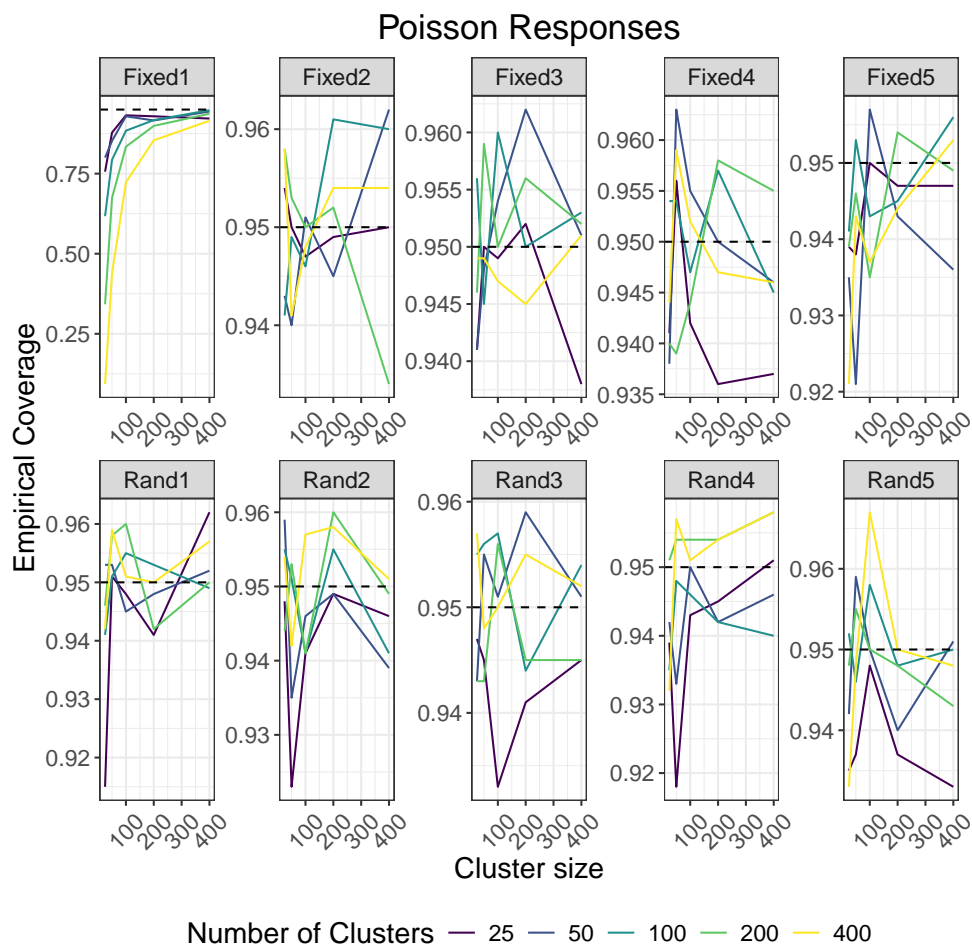 Poisson Responses
Fixed1 Fixed2 Fixed3 Fixed4 Fixed5
0.75 0.50 0.25
0.96 0.95 0.94
0.960 0.955 0.950 0.945 0.940
0.960 0.955 0.950 0.945 0.940 0.935
0.95 0.94 0.93 0.92
100 200 300 400 100 200 300 400 100 200 300 400 100 200 300 400 100 200 300 400
Empirical Coverage
Rand1 Rand2 Rand3 Rand4 Rand5
0.96 0.95 0.94 0.93 0.92
0.96 0.95 0.94 0.93
0.96 0.95 0.94
0.95 0.94 0.93 0.92
0.96 0.95 0.94
100 200 300 400 100 200 300 400 100 200 300 400 100 200 300 400 100 200 300 400
Cluster size
Number of Clusters 25 50 100 200 400